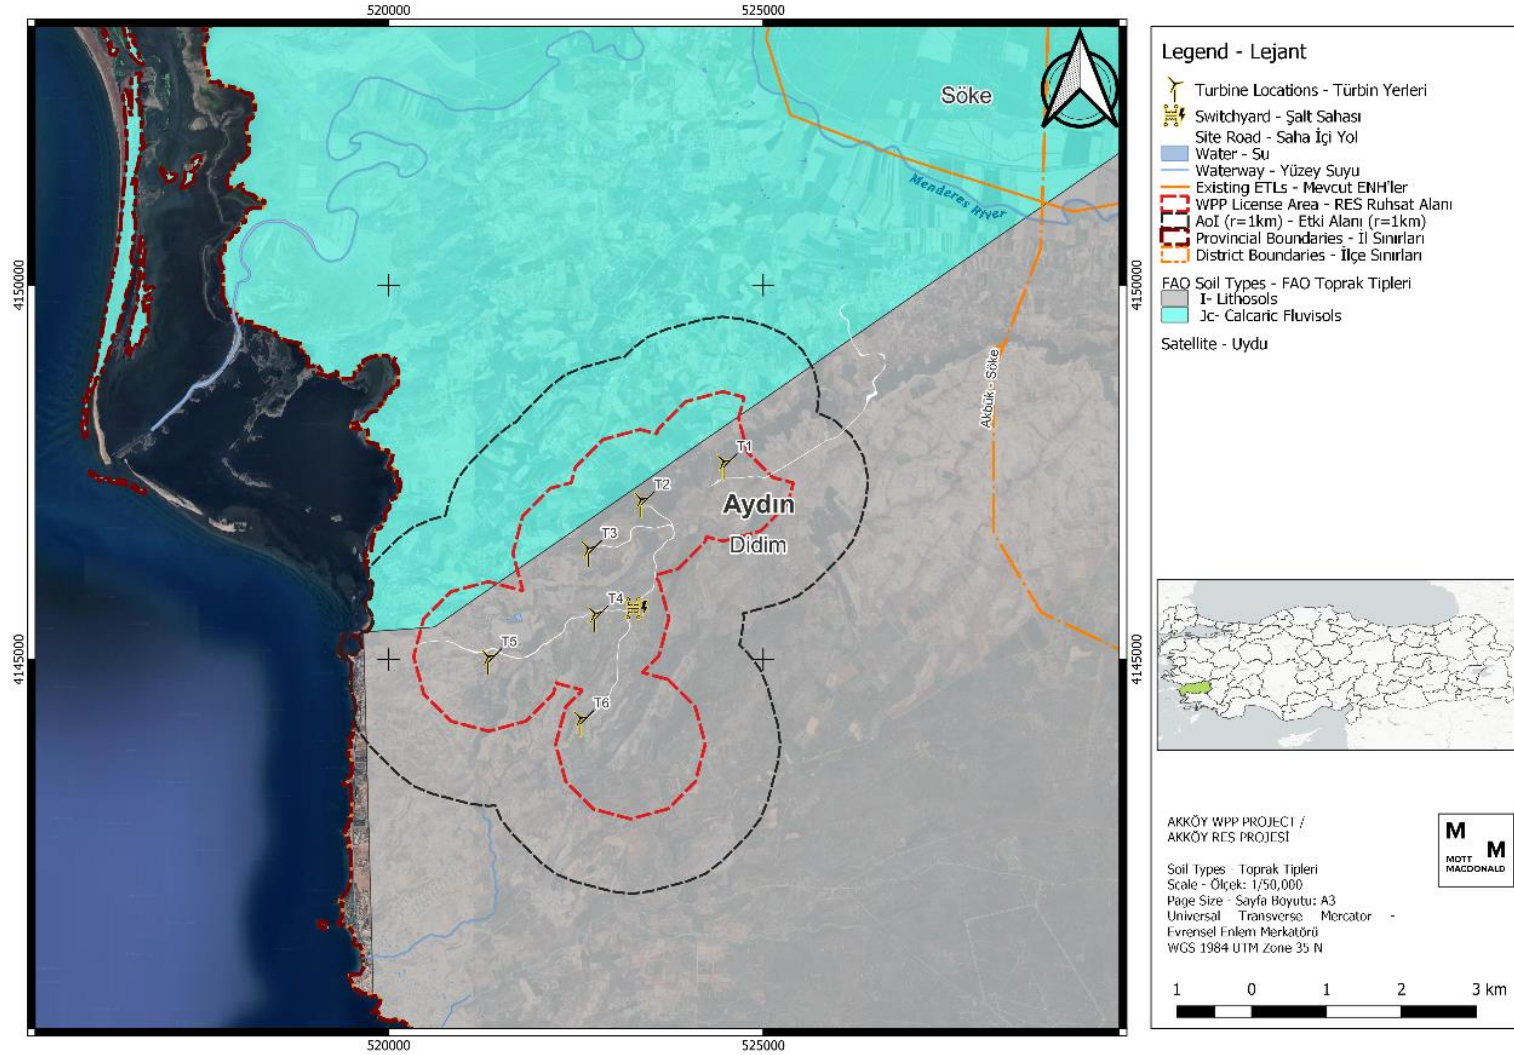 520000
525000
Söke
Menderes River
4150000
4150000
Akbük - Söke
T1
T2
Aydın
T3
Didim
T4
T5
4145000
4145000
T6
520000
525000
Legend - Lejant
Turbine Locations - Türbin Yerleri
Switchyard - Şalt Sahası
Site Road - Saha İçi Yol
Water - Su
Waterway - Yüzey Suyu
Existing ETLs - Mevcut ENH'ler
WPP License Area - RES Ruhsat Alanı
AoI (r=1km) - Etki Alanı (r=1km)
Provincial Boundaries - İl Sınırları
District Boundaries - İlçe Sınırları
FAO Soil Types - FAO Toprak Tipleri
I- Lithosols
Jc- Calcaric Fluvisols
Satellite - Uydu
AKKÖY WPP PROJECT /
AKKÖY RES PROJESİ
M
M
MOTT
MACDONALD
Soil Types - Toprak Tipleri
Scale - Ölçek: 1/50,000
Page Size - Sayfa Boyutu: A3
Universal Transverse Mercator -
Evrensel Enlem Merkatörü
WGS 1984 UTM Zone 35 N
1 0 1 2 3 km